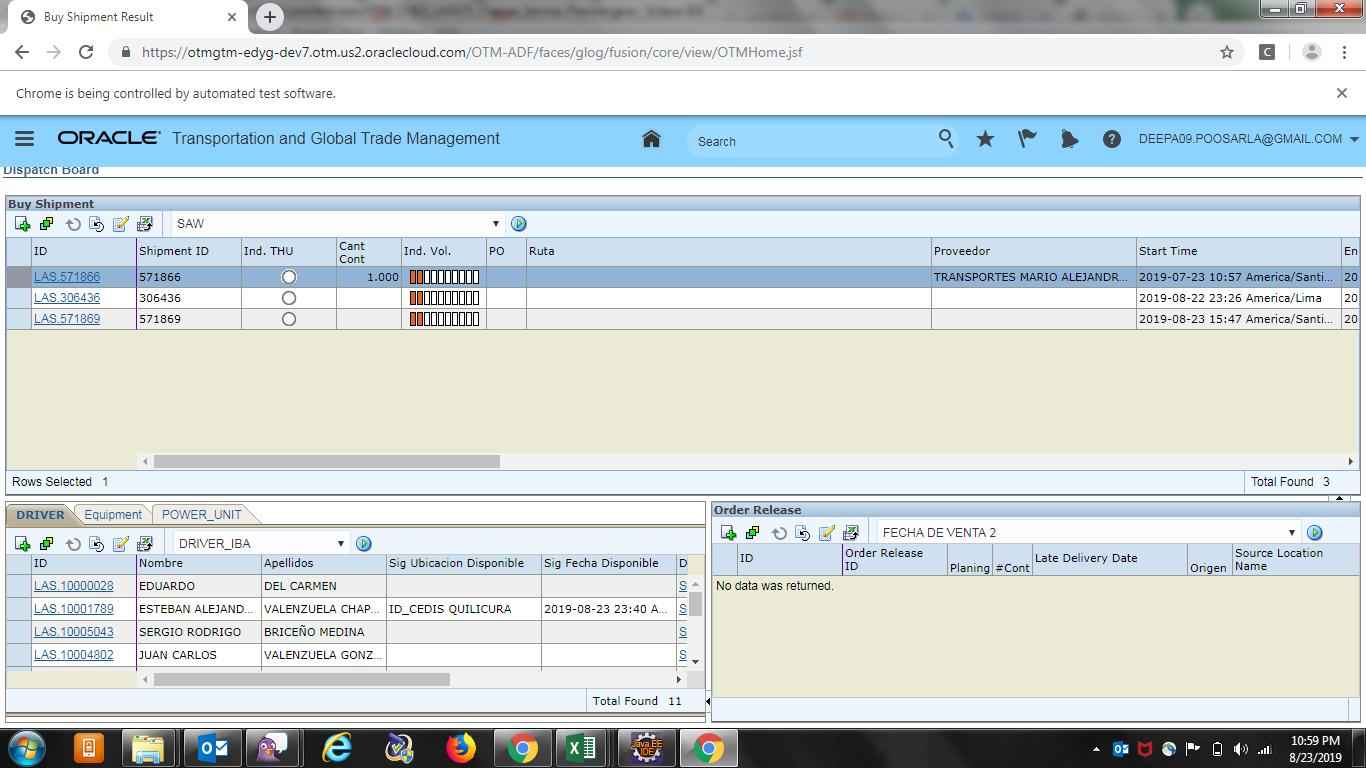 Buy Shipment Result
https://otmgtm-edyg-dev7.otm.us2.oraclecloud.com/OTM-ADF/faces/glog/fusion/core/view/OTMHome.jsf
Chrome is being controlled by automated test software.
ORACLE Transportation and Global Trade Management Search DEEPA09.POOSARLA@GMAIL.COM
Dispatch Board
Buy Shipment
SAW
ID Shipment ID Ind. THU Cant Cont Ind. Vol. PO Ruta Proveedor Start Time En
LAS.571866 571866 1.000 TRANSPORTES MARIO ALEJANDR... 2019-07-23 10:57 America/Santi... 20
LAS.306436 306436 2019-08-22 23:26 America/Lima 20
LAS.571869 571869 2019-08-23 15:47 America/Santi... 20
Rows Selected 1 Total Found 3
DRIVER Equipment POWER_UNIT
DRIVER_IBA
ID Nombre Apellidos Sig Ubicacion Disponible Sig Fecha Disponible D
LAS.10000028 EDUARDO DEL CARMEN S
LAS.10001789 ESTEBAN ALEJAND... VALENZUELA CHAP... ID_CEDIS QUILICURA 2019-08-23 23:40 A... S
LAS.10005043 SERGIO RODRIGO BRICEÑO MEDINA S
LAS.10004802 JUAN CARLOS VALENZUELA GONZ... S
Total Found 11
Order Release
FECHA DE VENTA 2
ID Order Release ID Planing #Cont Late Delivery Date Origen Source Location Name
No data was returned.
10:59 PM
8/23/2019